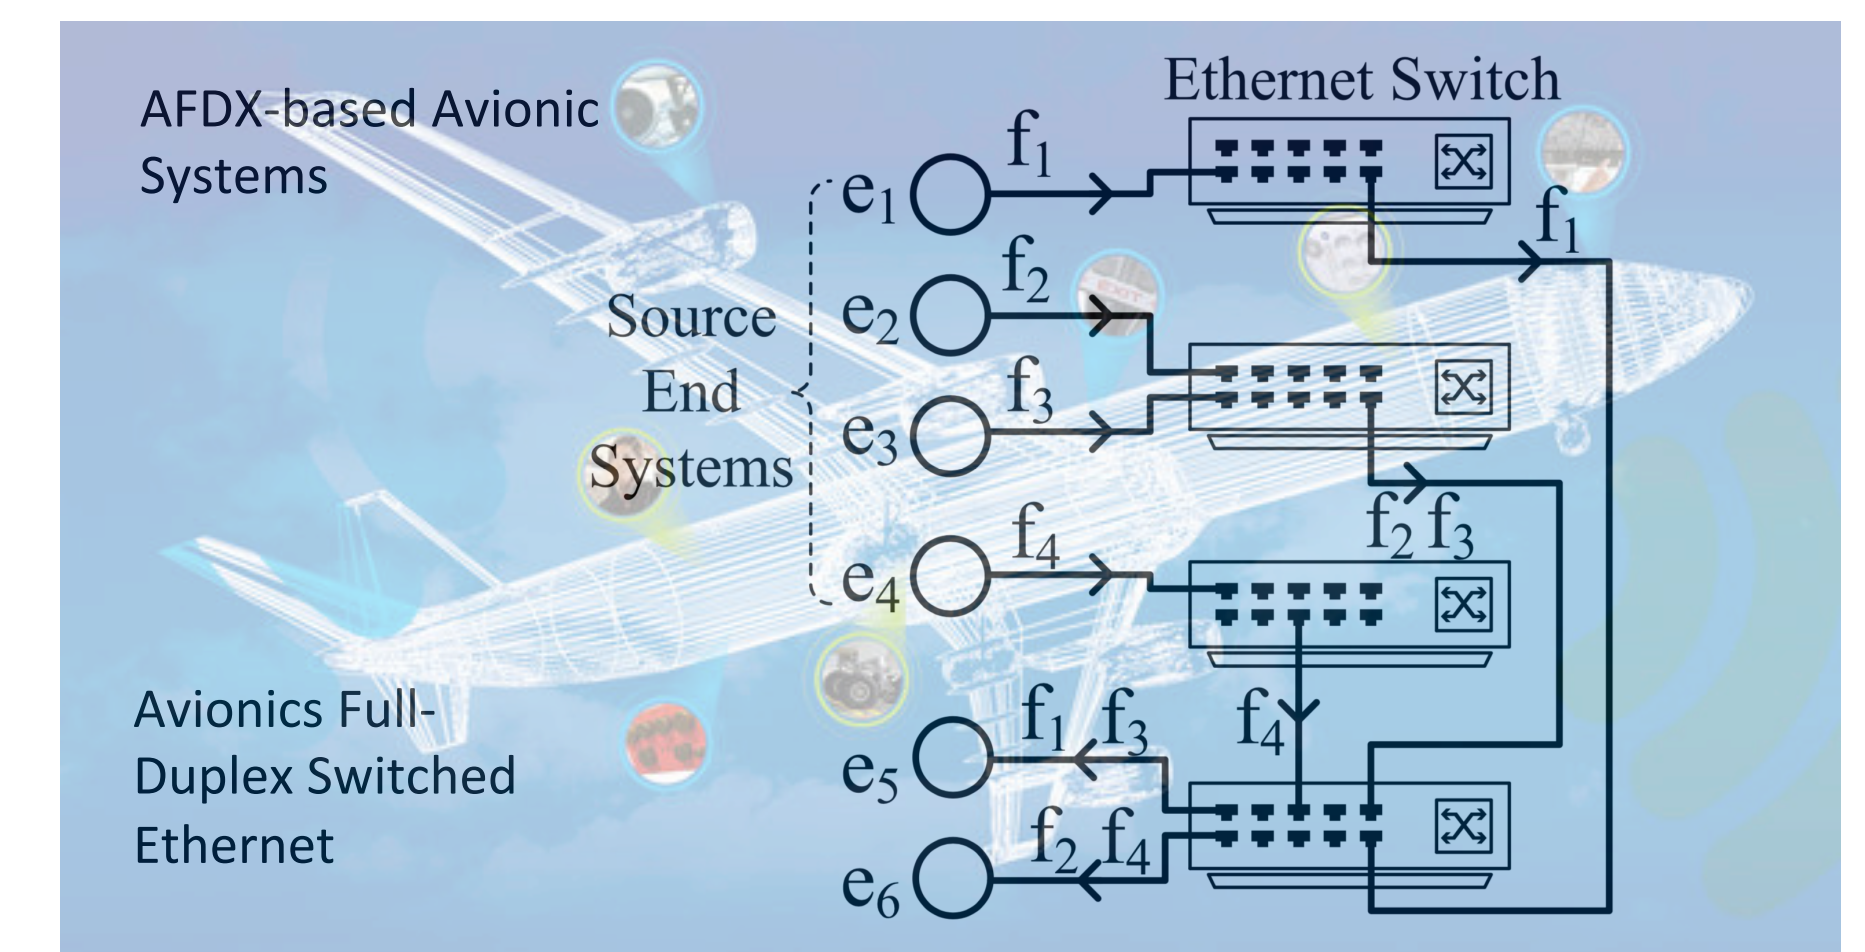 AFDX-based Avionic
Systems
Ethernet Switch
f1
e1
f1
f2
e2
Source
End
Systems
f3
e3
f2 f3
f4
e4
Avionics Full-
Duplex Switched
Ethernet
f4
f1 f3
e5
f2 f4
e6
EXIT